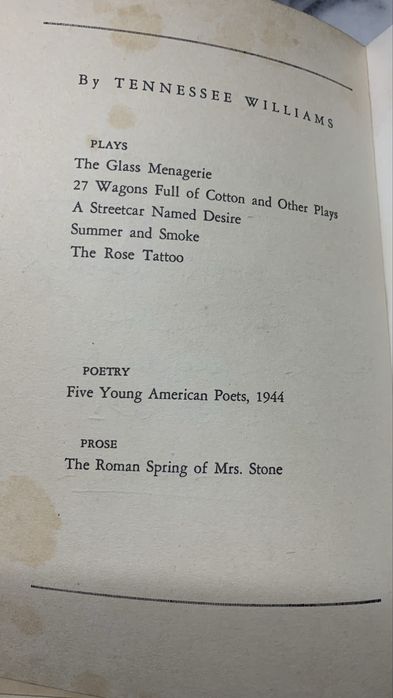 By TENNESSEE WILLIAMS
PLAYS
The Glass Menagerie
27 Wagons Full of Cotton and Other Plays
A Streetcar Named Desire
Summer and Smoke
The Rose Tattoo
POETRY
Five Young American Poets, 1944
PROSE
The Roman Spring of Mrs. Stone